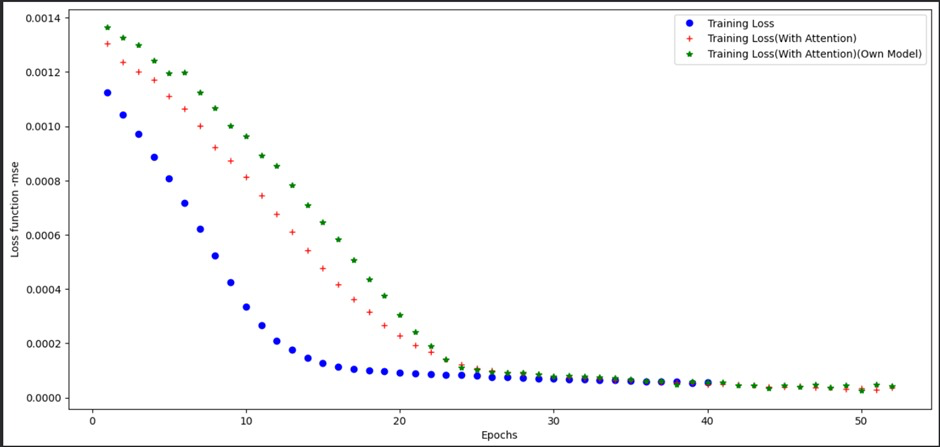 0.0014
0.0012
0.0010
0.0008
0.0006
0.0004
0.0002
0.0000
Loss function -mse
0 10 20 30 40 50
Epochs
Training Loss
Training Loss(With Attention)
Training Loss(With Attention)(Own Model)